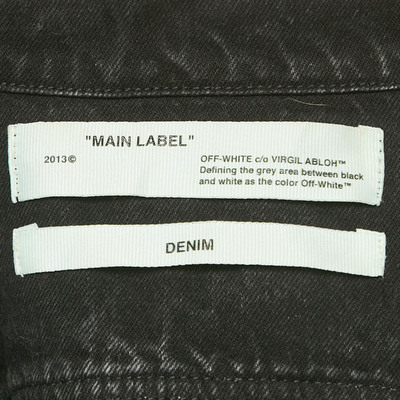 "MAIN LABEL"
2013© OFF-WHITE c/o VIRGIL ABLOH™
Defining the grey area between black
and white as the color Off-White™
DENIM